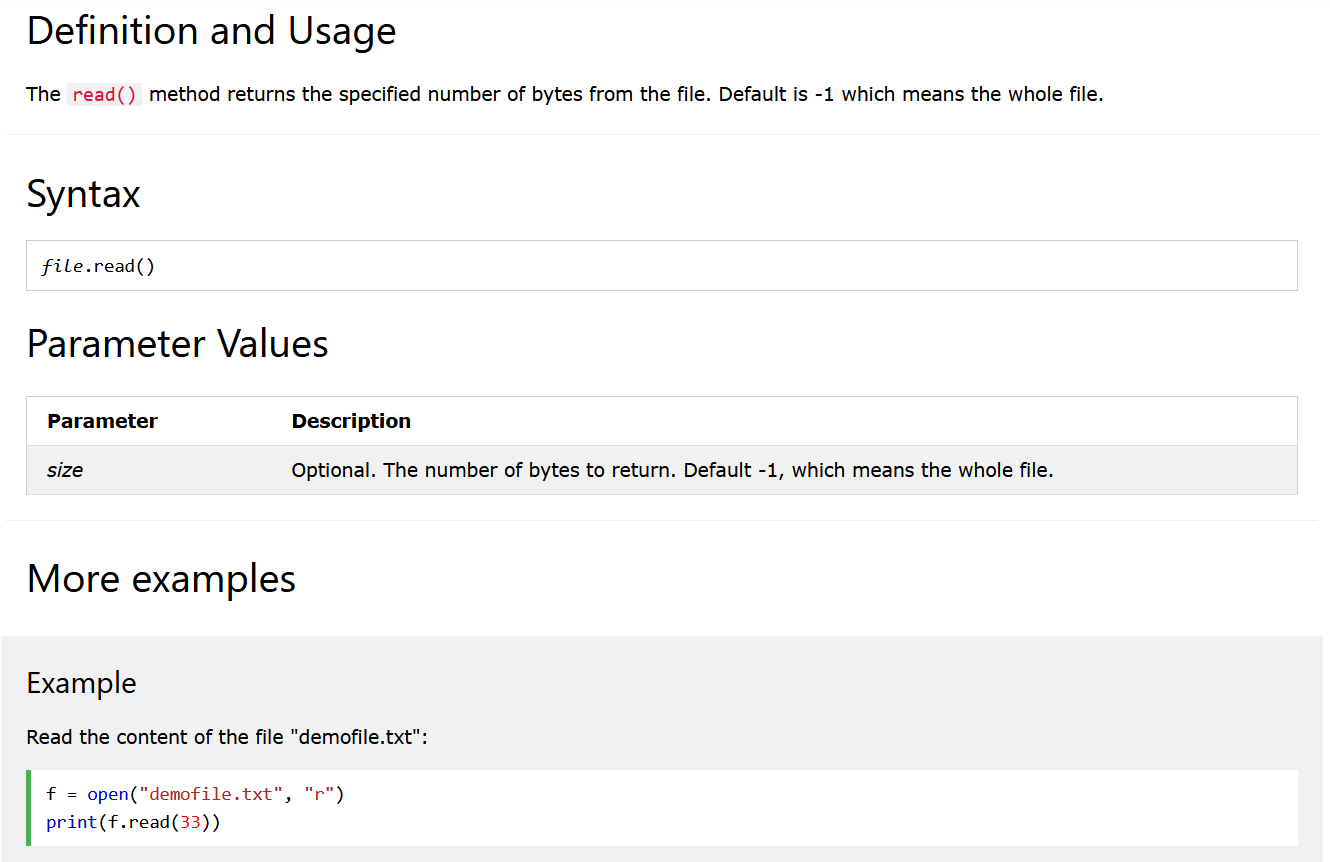 Definition and Usage
The read() method returns the specified number of bytes from the file. Default is -1 which means the whole file.
Syntax
file.read()
Parameter Values
Parameter Description
size Optional. The number of bytes to return. Default -1, which means the whole file.
More examples
Example
Read the content of the file "demofile.txt":
f = open("demofile.txt", "r")
print(f.read(33))